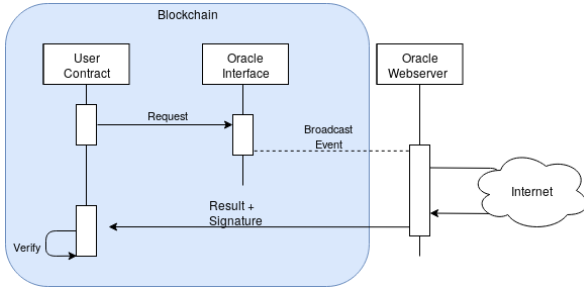 Blockchain
User
Contract
Oracle
Interface
Oracle
Webserver
Request
Broadcast
Event
Internet
Result +
Signature
Verify